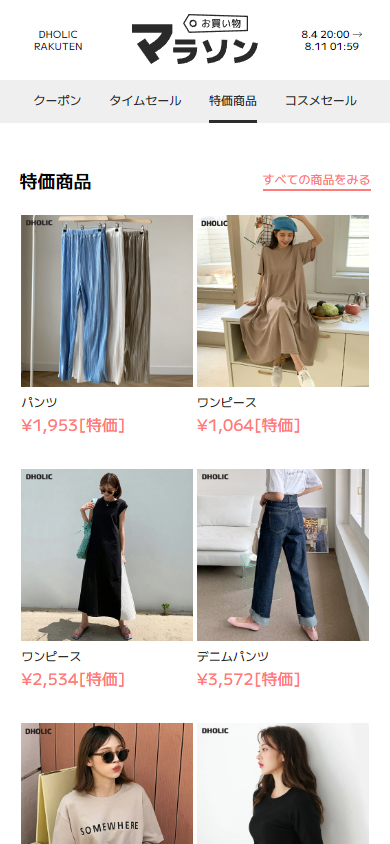 DHOLIC
RAKUTEN
お買い物
マラソン
8.4 20:00 →
8.11 01:59
クーポン
タイムセール
特価商品
コスメセール
特価商品
すべての商品をみる
DHOLIC
DHOLIC
パンツ
ワンピース
¥1,953[特価]
¥1,064[特価]
DHOLIC
DHOLIC
ワンピース
デニムパンツ
¥2,534[特価]
¥3,572[特価]
DHOLIC
DHOLIC
SOMEWHERE